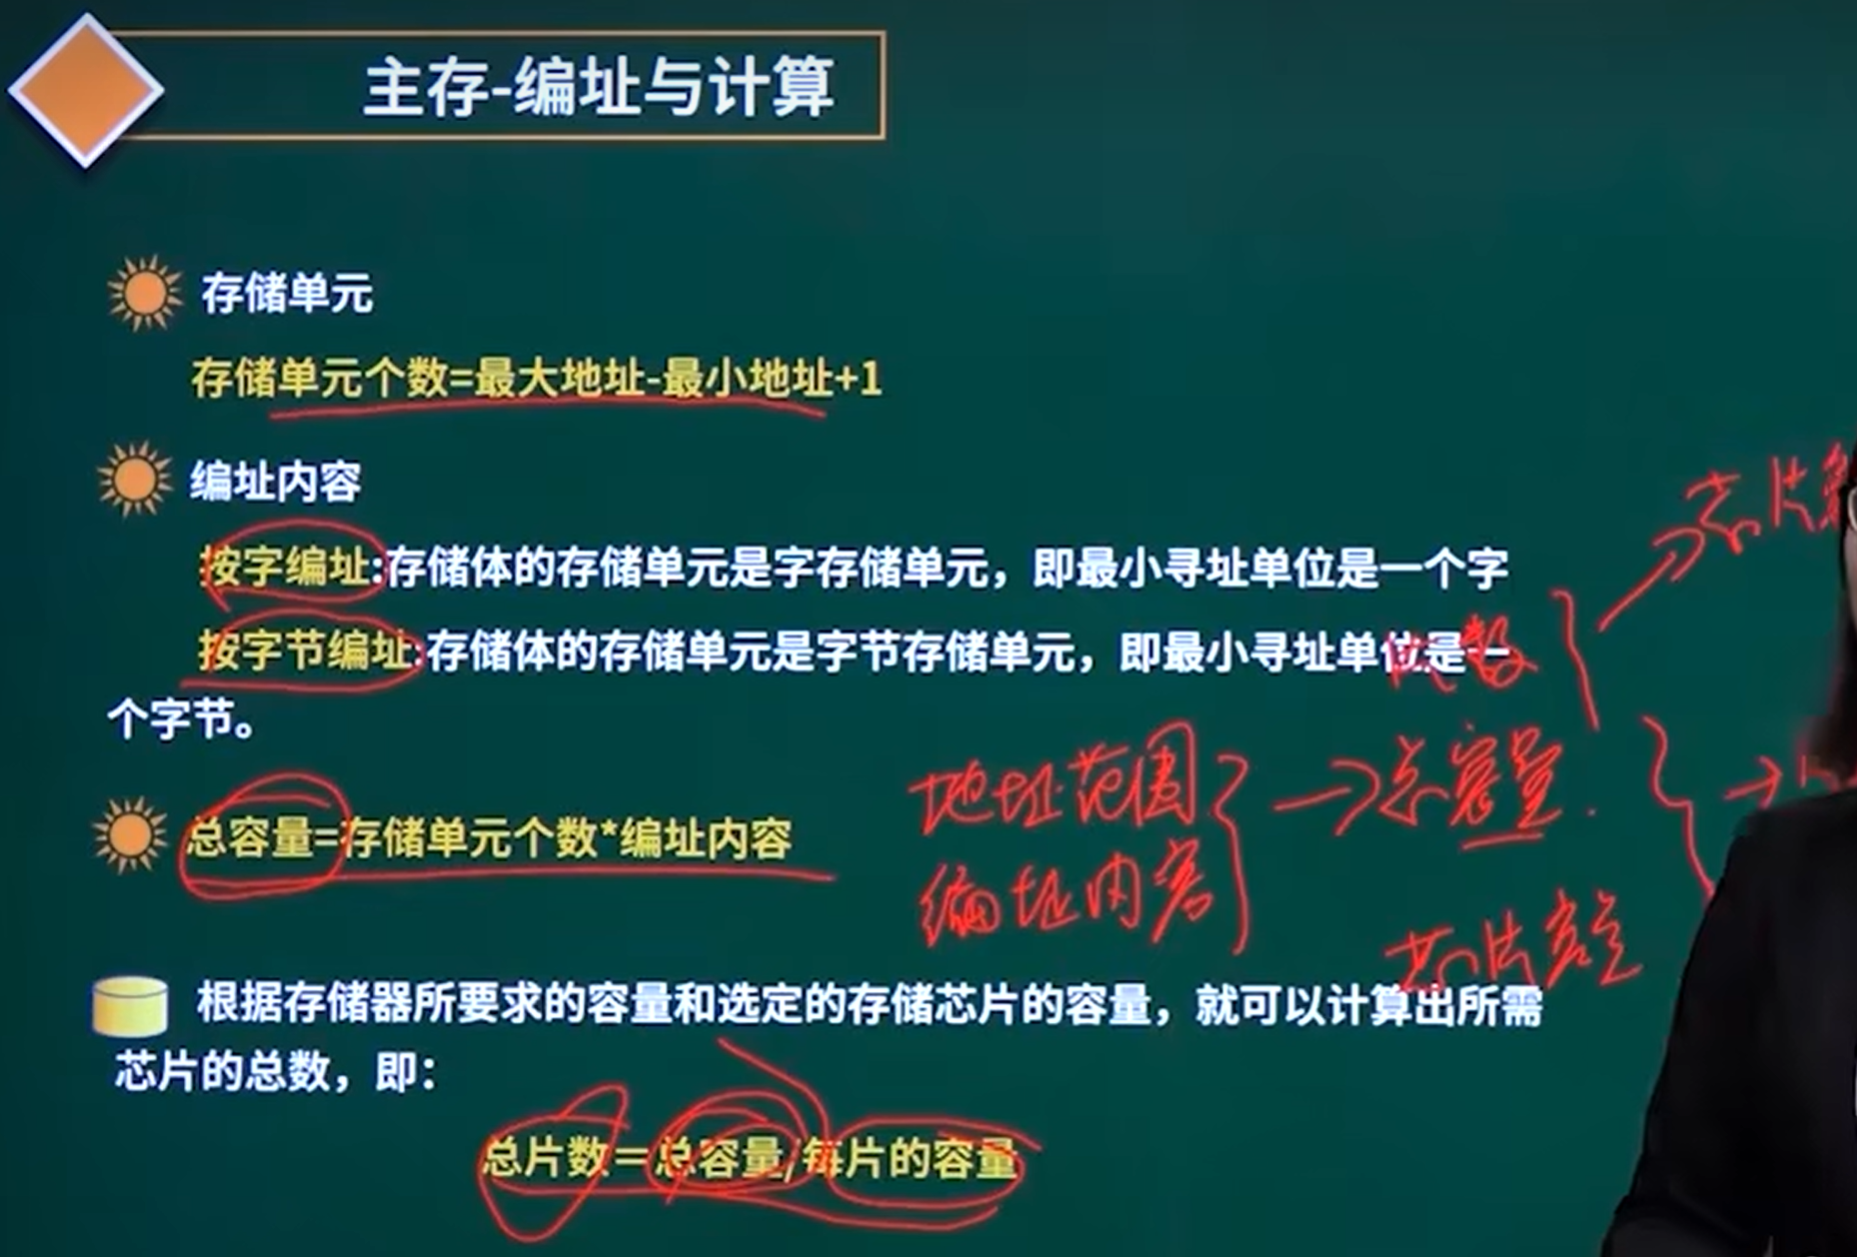 主存-编址与计算
存储单元
存储单元个数=最大地址-最小地址+1
编址内容
按字编址:存储体的存储单元是字存储单元，即最小寻址单位是一个字
按字节编址:存储体的存储单元是字节存储单元，即最小寻址单位是一
个字节。
片数
芯片
地址范围
总容量
总容量=存储单元个数*编址内容
编址内容
芯片容量
根据存储器所要求的容量和选定的存储芯片的容量，就可以计算出所需
芯片的总数，即：
总片数＝总容量/每片的容量